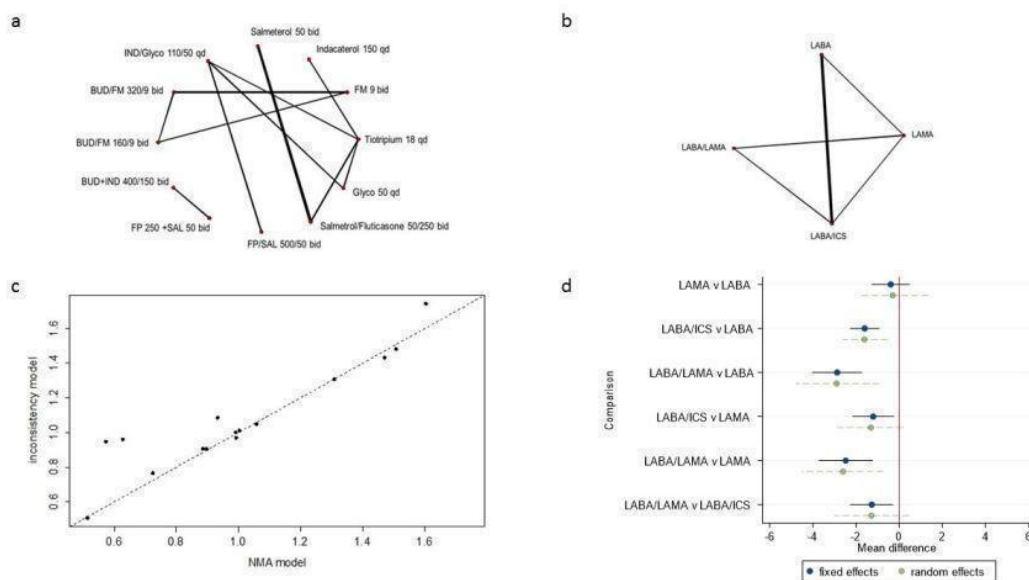 a
Salmeterol 50 bid
IND/Glyco 110/50 qd
Indacaterol 150 qd
BUD/FM 320/9 bid
FM 9 bid
Tiotripium 18 qd
BUD/FM 160/9 bid
Glyco 50 qd
BUD+IND 400/150 bid
FP 250 +SAL 50 bid
Salmetrol/Fluticasone 50/250 bid
FP/SAL 500/50 bid
b
LABA
LAMA
LABA/LAMA
LABA/ICS
c
inconsistency model
1.6
1.4
1.2
1.0
0.8
0.6
0.6 0.8 1.0 1.2 1.4 1.6
NMA model
d
Comparison
LAMA v LABA
LABA/ICS v LABA
LABA/LAMA v LABA
LABA/ICS v LAMA
LABA/LAMA v LAMA
LABA/LAMA v LABA/ICS
-6 -4 -2 0 2 4 6
Mean difference
fixed effects random effects